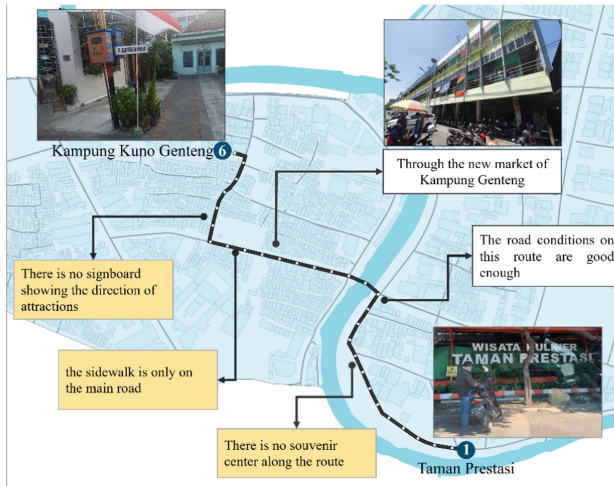 Kampung Kuno Genteng 6
Through the new market of
Kampung Genteng
The road conditions on
this route are good
enough
There is no signboard
showing the direction of
attractions
the sidewalk is only on
the main road
There is no souvenir
center along the route
WISATA KULINER
TAMAN PRESTASI
1
Taman Prestasi